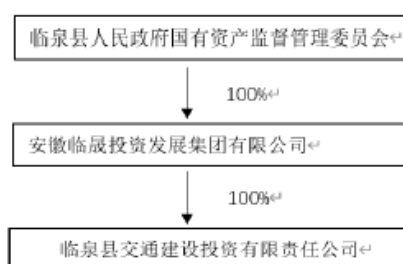 临泉县人民政府国有资产监督管理委员会
100%
安徽临晟投资发展集团有限公司
100%
临泉县交通建设投资有限责任公司